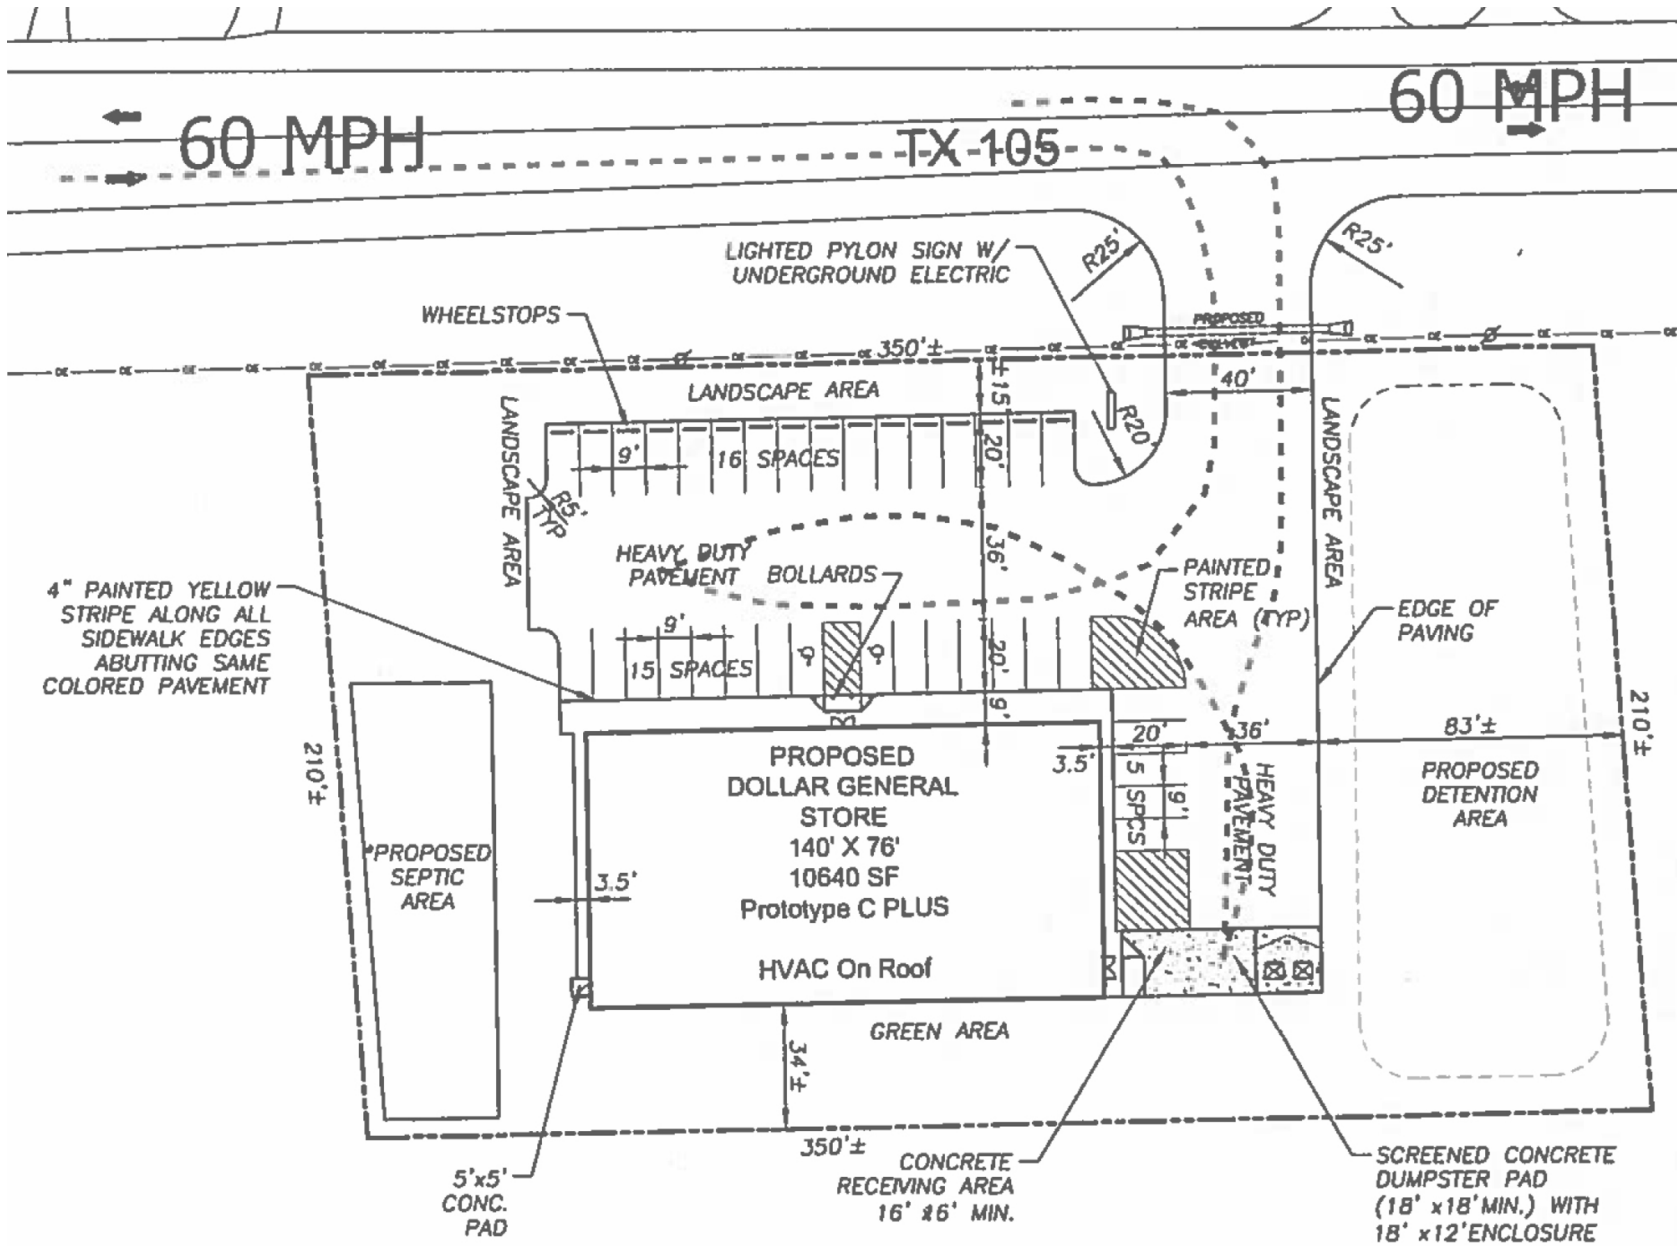 60 MPH
60 MPH
TX 105
LIGHTED PYLON SIGN W/
UNDERGROUND ELECTRIC
R25'
R25'
WHEELSTOPS
PROPOSED
350'±
LANDSCAPE AREA
15'±
40'
R20'
LANDSCAPE AREA
LANDSCAPE AREA
9'
16 SPACES
20'
R5'
TYP
HEAVY DUTY
PAVEMENT
BOLLARDS
36'
PAINTED
STRIPE
AREA (TYP)
4" PAINTED YELLOW
STRIPE ALONG ALL
SIDEWALK EDGES
ABUTTING SAME
COLORED PAVEMENT
EDGE OF
PAVING
9'
15 SPACES
20'
9'
210'±
210'±
PROPOSED
DOLLAR GENERAL
STORE
140' X 76'
10640 SF
Prototype C PLUS
HVAC On Roof
3.5'
20'
36'
83'±
5 SPCS
9'
HEAVY DUTY
PAVEMENT
PROPOSED
DETENTION
AREA
*PROPOSED
SEPTIC
AREA
3.5'
GREEN AREA
34'±
350'±
5'x5'
CONC.
PAD
CONCRETE
RECEIVING AREA
16' MIN.
SCREENED CONCRETE
DUMPSTER PAD
(18' x18'MIN.) WITH
18' x12'ENCLOSURE